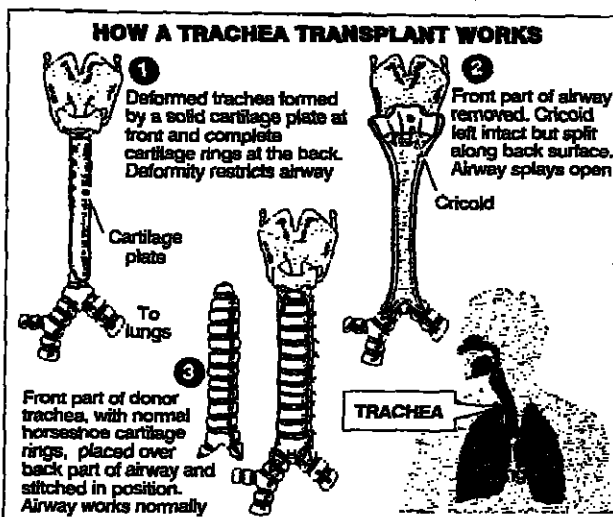 HOW A TRACHEA TRANSPLANT WORKS
1
Deformed trachea formed
by a solid cartilage plate at
front and complete
cartilage rings at the back.
Deformity restricts airway
Cartilage
plate
To
lungs
2
Front part of airway
removed. Cricoid
left intact but split
along back surface.
Airway splays open
Cricoid
3
Front part of donor
trachea, with normal
horseshoe cartilage
rings, placed over
back part of airway and
stitched in position.
Airway works normally
TRACHEA